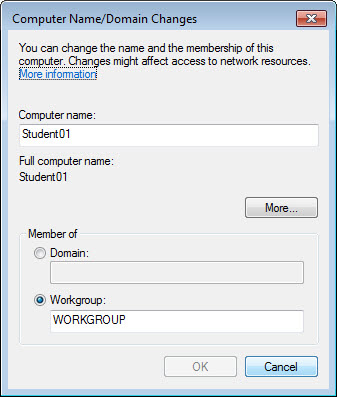 Computer Name/Domain Changes
You can change the name and the membership of this
computer. Changes might affect access to network resources.
More information
Computer name:
Student01
Full computer name:
Student01
More...
Member of
Domain:
Workgroup:
WORKGROUP
OK Cancel